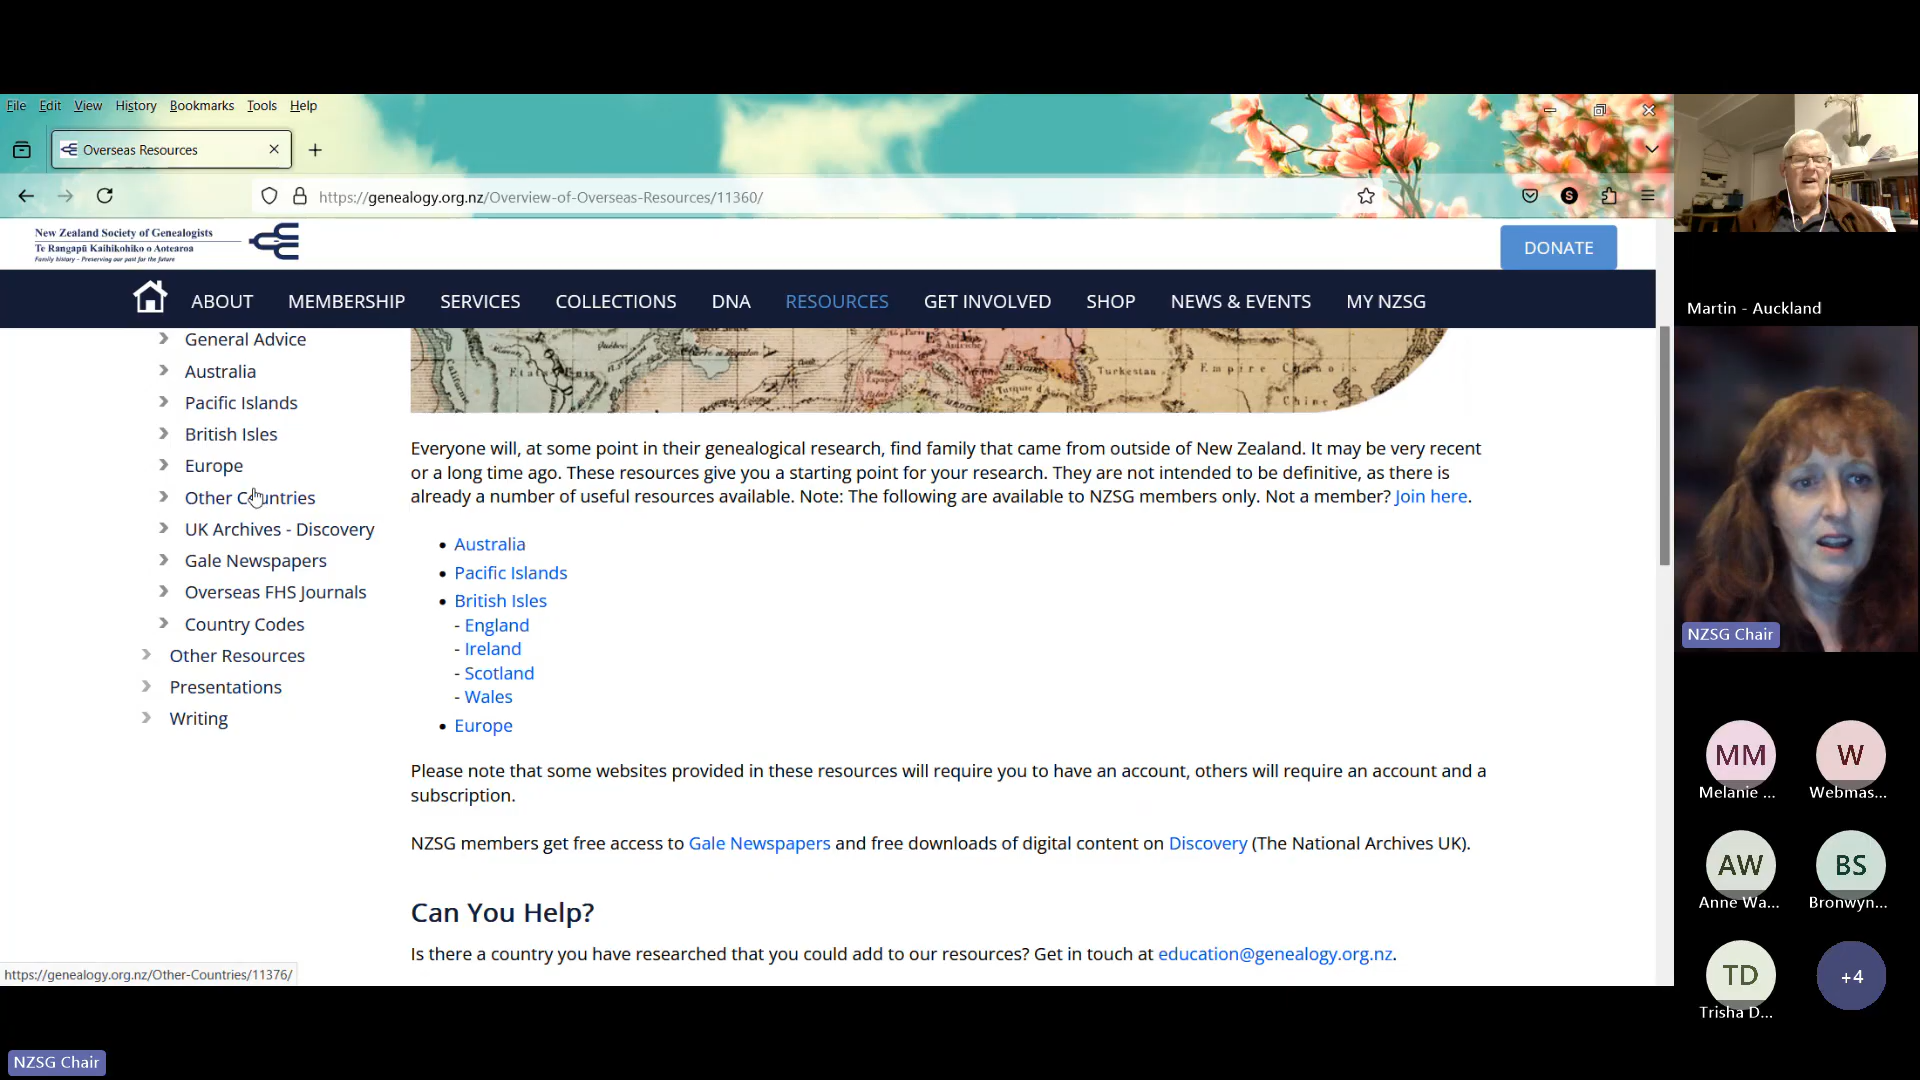 File Edit View History Bookmarks Tools Help
Overseas Resources
https://genealogy.org.nz/Overview-of-Overseas-Resources/11360/
New Zealand Society of Genealogists
Te Rangapū Kaihikohiko o Aotearoa
Family history - Preserving our past for the future
DONATE
ABOUT MEMBERSHIP SERVICES COLLECTIONS DNA RESOURCES GET INVOLVED SHOP NEWS & EVENTS MY NZSG
General Advice
Australia
Pacific Islands
British Isles
Europe
Other Countries
UK Archives - Discovery
Gale Newspapers
Overseas FHS Journals
Country Codes
Other Resources
Presentations
Writing
Turkestan
Empire Chinois
Chine
Everyone will, at some point in their genealogical research, find family that came from outside of New Zealand. It may be very recent
or a long time ago. These resources give you a starting point for your research. They are not intended to be definitive, as there is
already a number of useful resources available. Note: The following are available to NZSG members only. Not a member? Join here.
• Australia
• Pacific Islands
• British Isles
- England
- Ireland
- Scotland
- Wales
• Europe
Please note that some websites provided in these resources will require you to have an account, others will require an account and a
subscription.
NZSG members get free access to Gale Newspapers and free downloads of digital content on Discovery (The National Archives UK).
Can You Help?
Is there a country you have researched that you could add to our resources? Get in touch at education@genealogy.org.nz.
https://genealogy.org.nz/Other-Countries/11376/
NZSG Chair
Martin - Auckland
NZSG Chair
MM
Melanie ...
W
Webmas...
AW
Anne Wa...
BS
Bronwyn...
TD
Trisha D...
+4